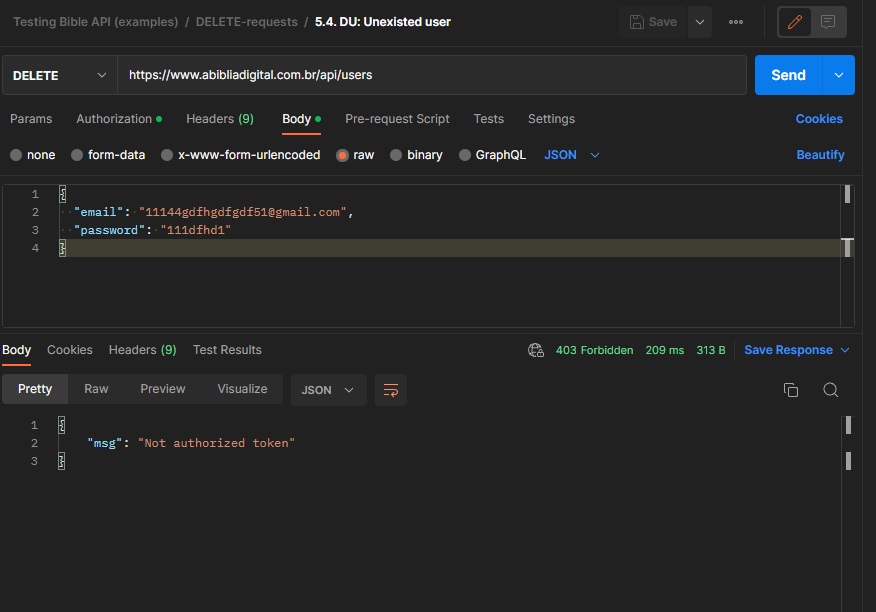 Testing Bible API (examples) / DELETE-requests / 5.4. DU: Unexisted user Save
DELETE https://www.abibliadigital.com.br/api/users Send
Params Authorization Headers (9) Body Pre-request Script Tests Settings Cookies
none form-data x-www-form-urlencoded raw binary GraphQL JSON Beautify
1 {
2 "email": "11144gdfhgdfgdf51@gmail.com",
3 "password": "111dfhd1"
4 }
Body Cookies Headers (9) Test Results 403 Forbidden 209 ms 313 B Save Response
Pretty Raw Preview Visualize JSON
1 {
2 "msg": "Not authorized token"
3 }